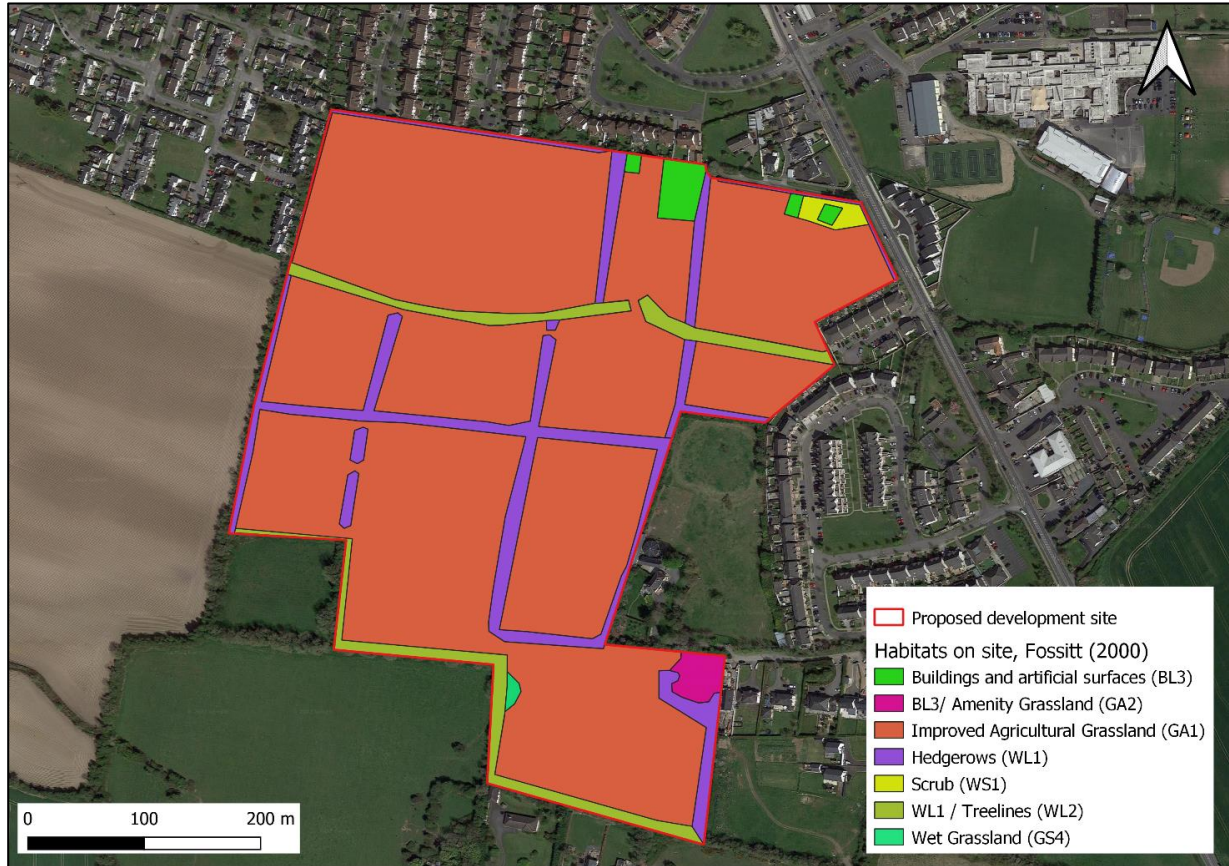 Proposed development site
Habitats on site, Fossitt (2000)
Buildings and artificial surfaces (BL3)
BL3/ Amenity Grassland (GA2)
Improved Agricultural Grassland (GA1)
Hedgerows (WL1)
Scrub (WS1)
WL1 / Treelines (WL2)
Wet Grassland (GS4)
0 100 200 m